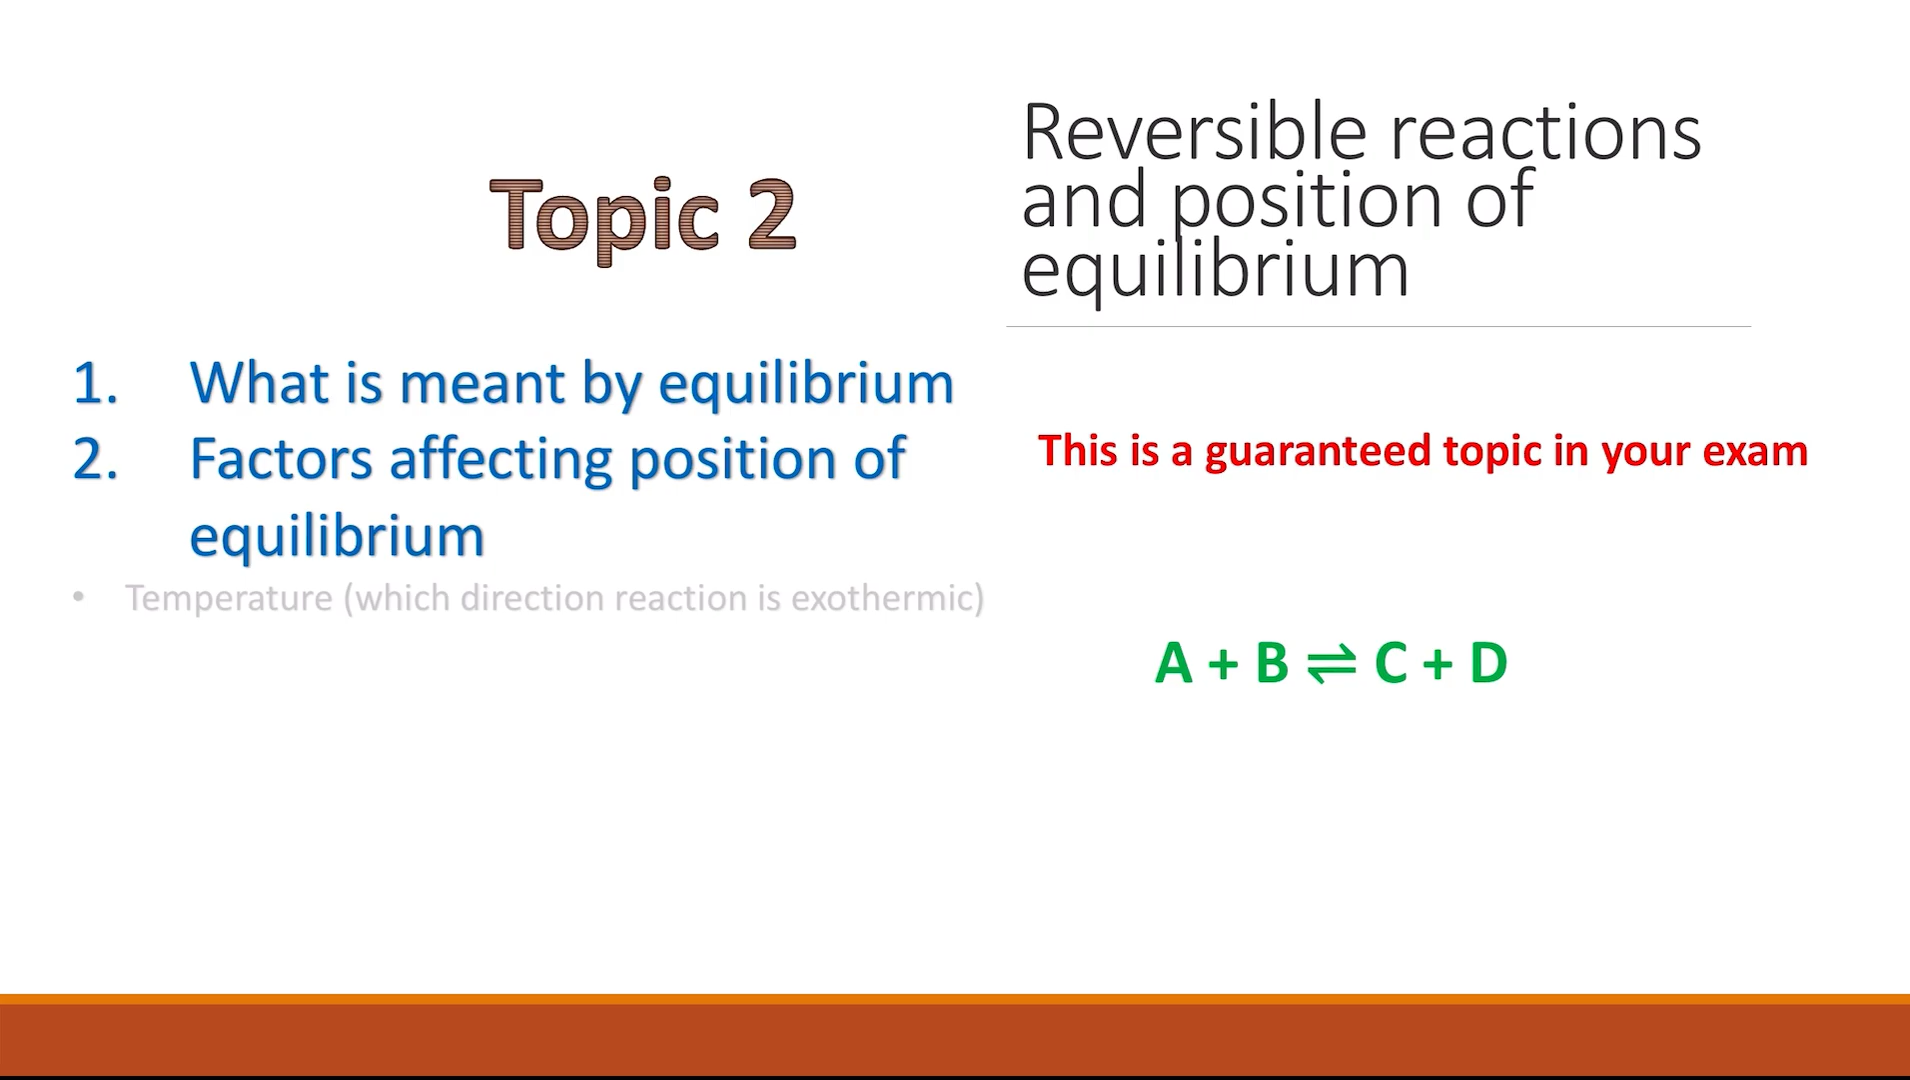 Topic 2
1. What is meant by equilibrium
2. Factors affecting position of
equilibrium
• Temperature (which direction reaction is exothermic)
Reversible reactions
and position of
equilibrium
This is a guaranteed topic in your exam
A + B ⇌ C + D